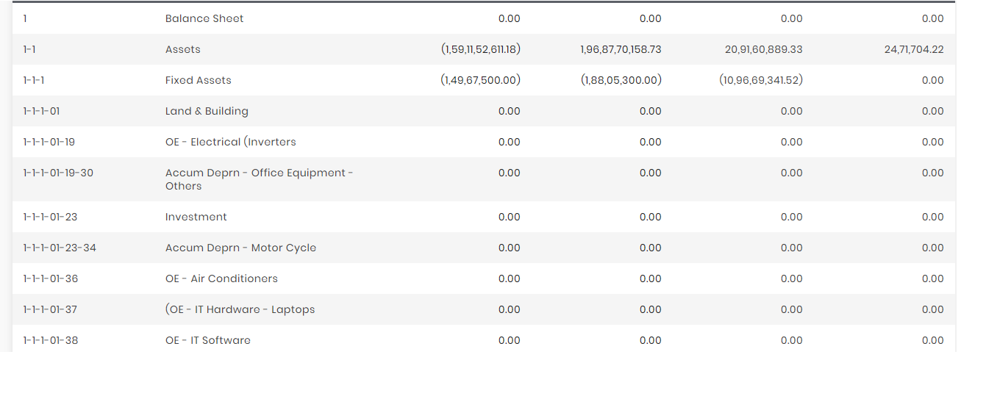 1 Balance Sheet 0.00 0.00 0.00 0.00
1-1 Assets (1,59,11,52,611.18) 1,96,87,70,158.73 20,91,60,889.33 24,71,704.22
1-1-1 Fixed Assets (1,49,67,500.00) (1,88,05,300.00) (10,96,69,341.52) 0.00
1-1-1-01 Land & Building 0.00 0.00 0.00 0.00
1-1-1-01-19 OE - Electrical (Inverters 0.00 0.00 0.00 0.00
1-1-1-01-19-30 Accum Deprn - Office Equipment - 0.00 0.00 0.00 0.00
Others
1-1-1-01-23 Investment 0.00 0.00 0.00 0.00
1-1-1-01-23-34 Accum Deprn - Motor Cycle 0.00 0.00 0.00 0.00
1-1-1-01-36 OE - Air Conditioners 0.00 0.00 0.00 0.00
1-1-1-01-37 (OE - IT Hardware - Laptops 0.00 0.00 0.00 0.00
1-1-1-01-38 OE - IT Software 0.00 0.00 0.00 0.00